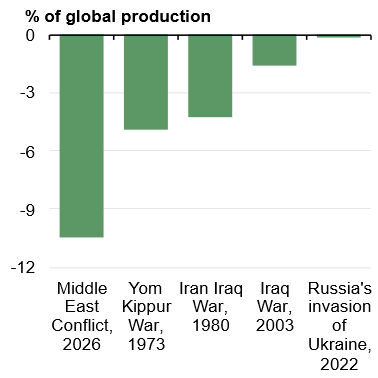 % of global production
0
-3
-6
-9
-12
Middle
East
Conflict,
2026
Yom
Kippur
War,
1973
Iran Iraq
War,
1980
Iraq
War,
2003
Russia's
invasion
of
Ukraine,
2022